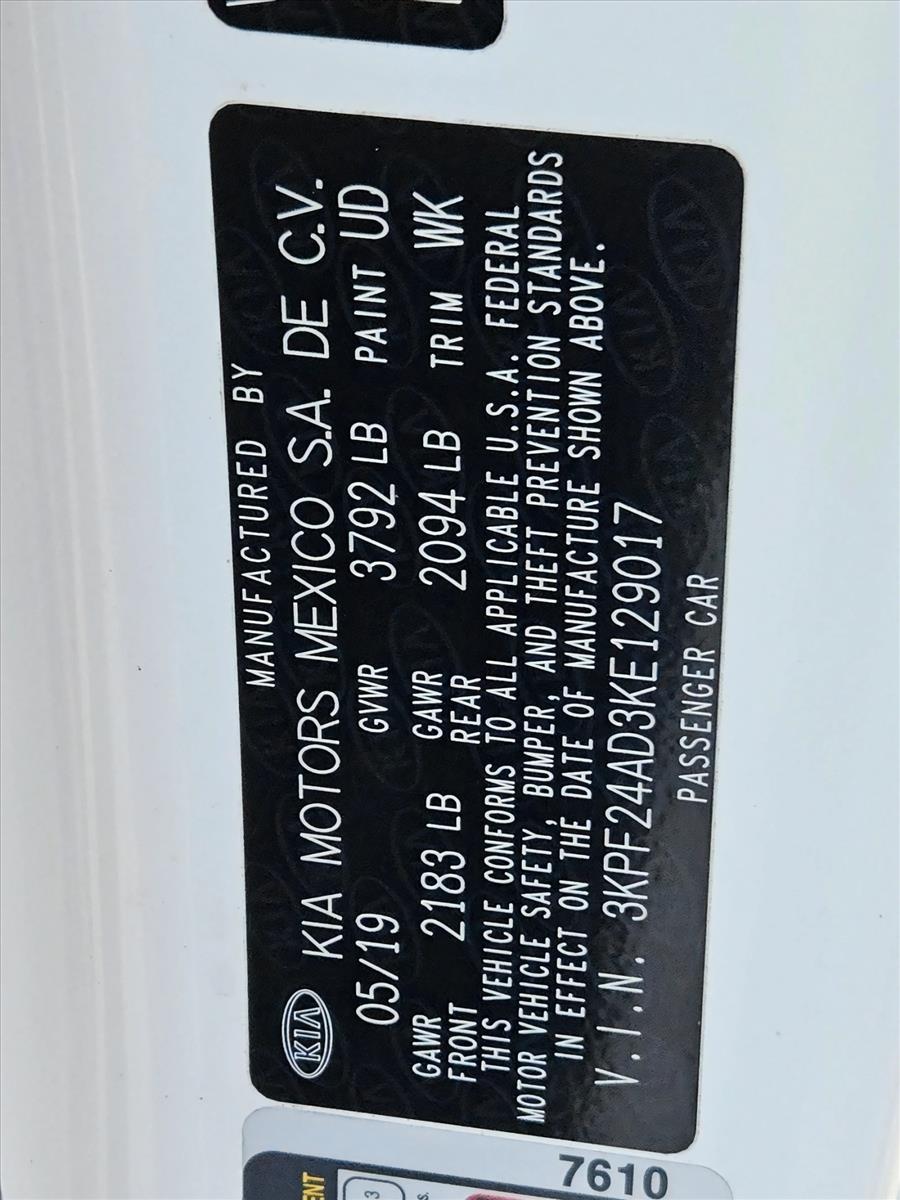 MANUFACTURED BY
KIA KIA MOTORS MEXICO S.A. DE C.V.
05/19 GVWR 3792 LB PAINT UD
GAWR FRONT 2183 LB GAWR REAR 2094 LB TRIM WK
THIS VEHICLE CONFORMS TO ALL APPLICABLE U.S.A. FEDERAL
MOTOR VEHICLE SAFETY, BUMPER, AND THEFT PREVENTION STANDARDS
IN EFFECT ON THE DATE OF MANUFACTURE SHOWN ABOVE.
V.I.N. 3KPF24AD3KE129017
PASSENGER CAR
7610